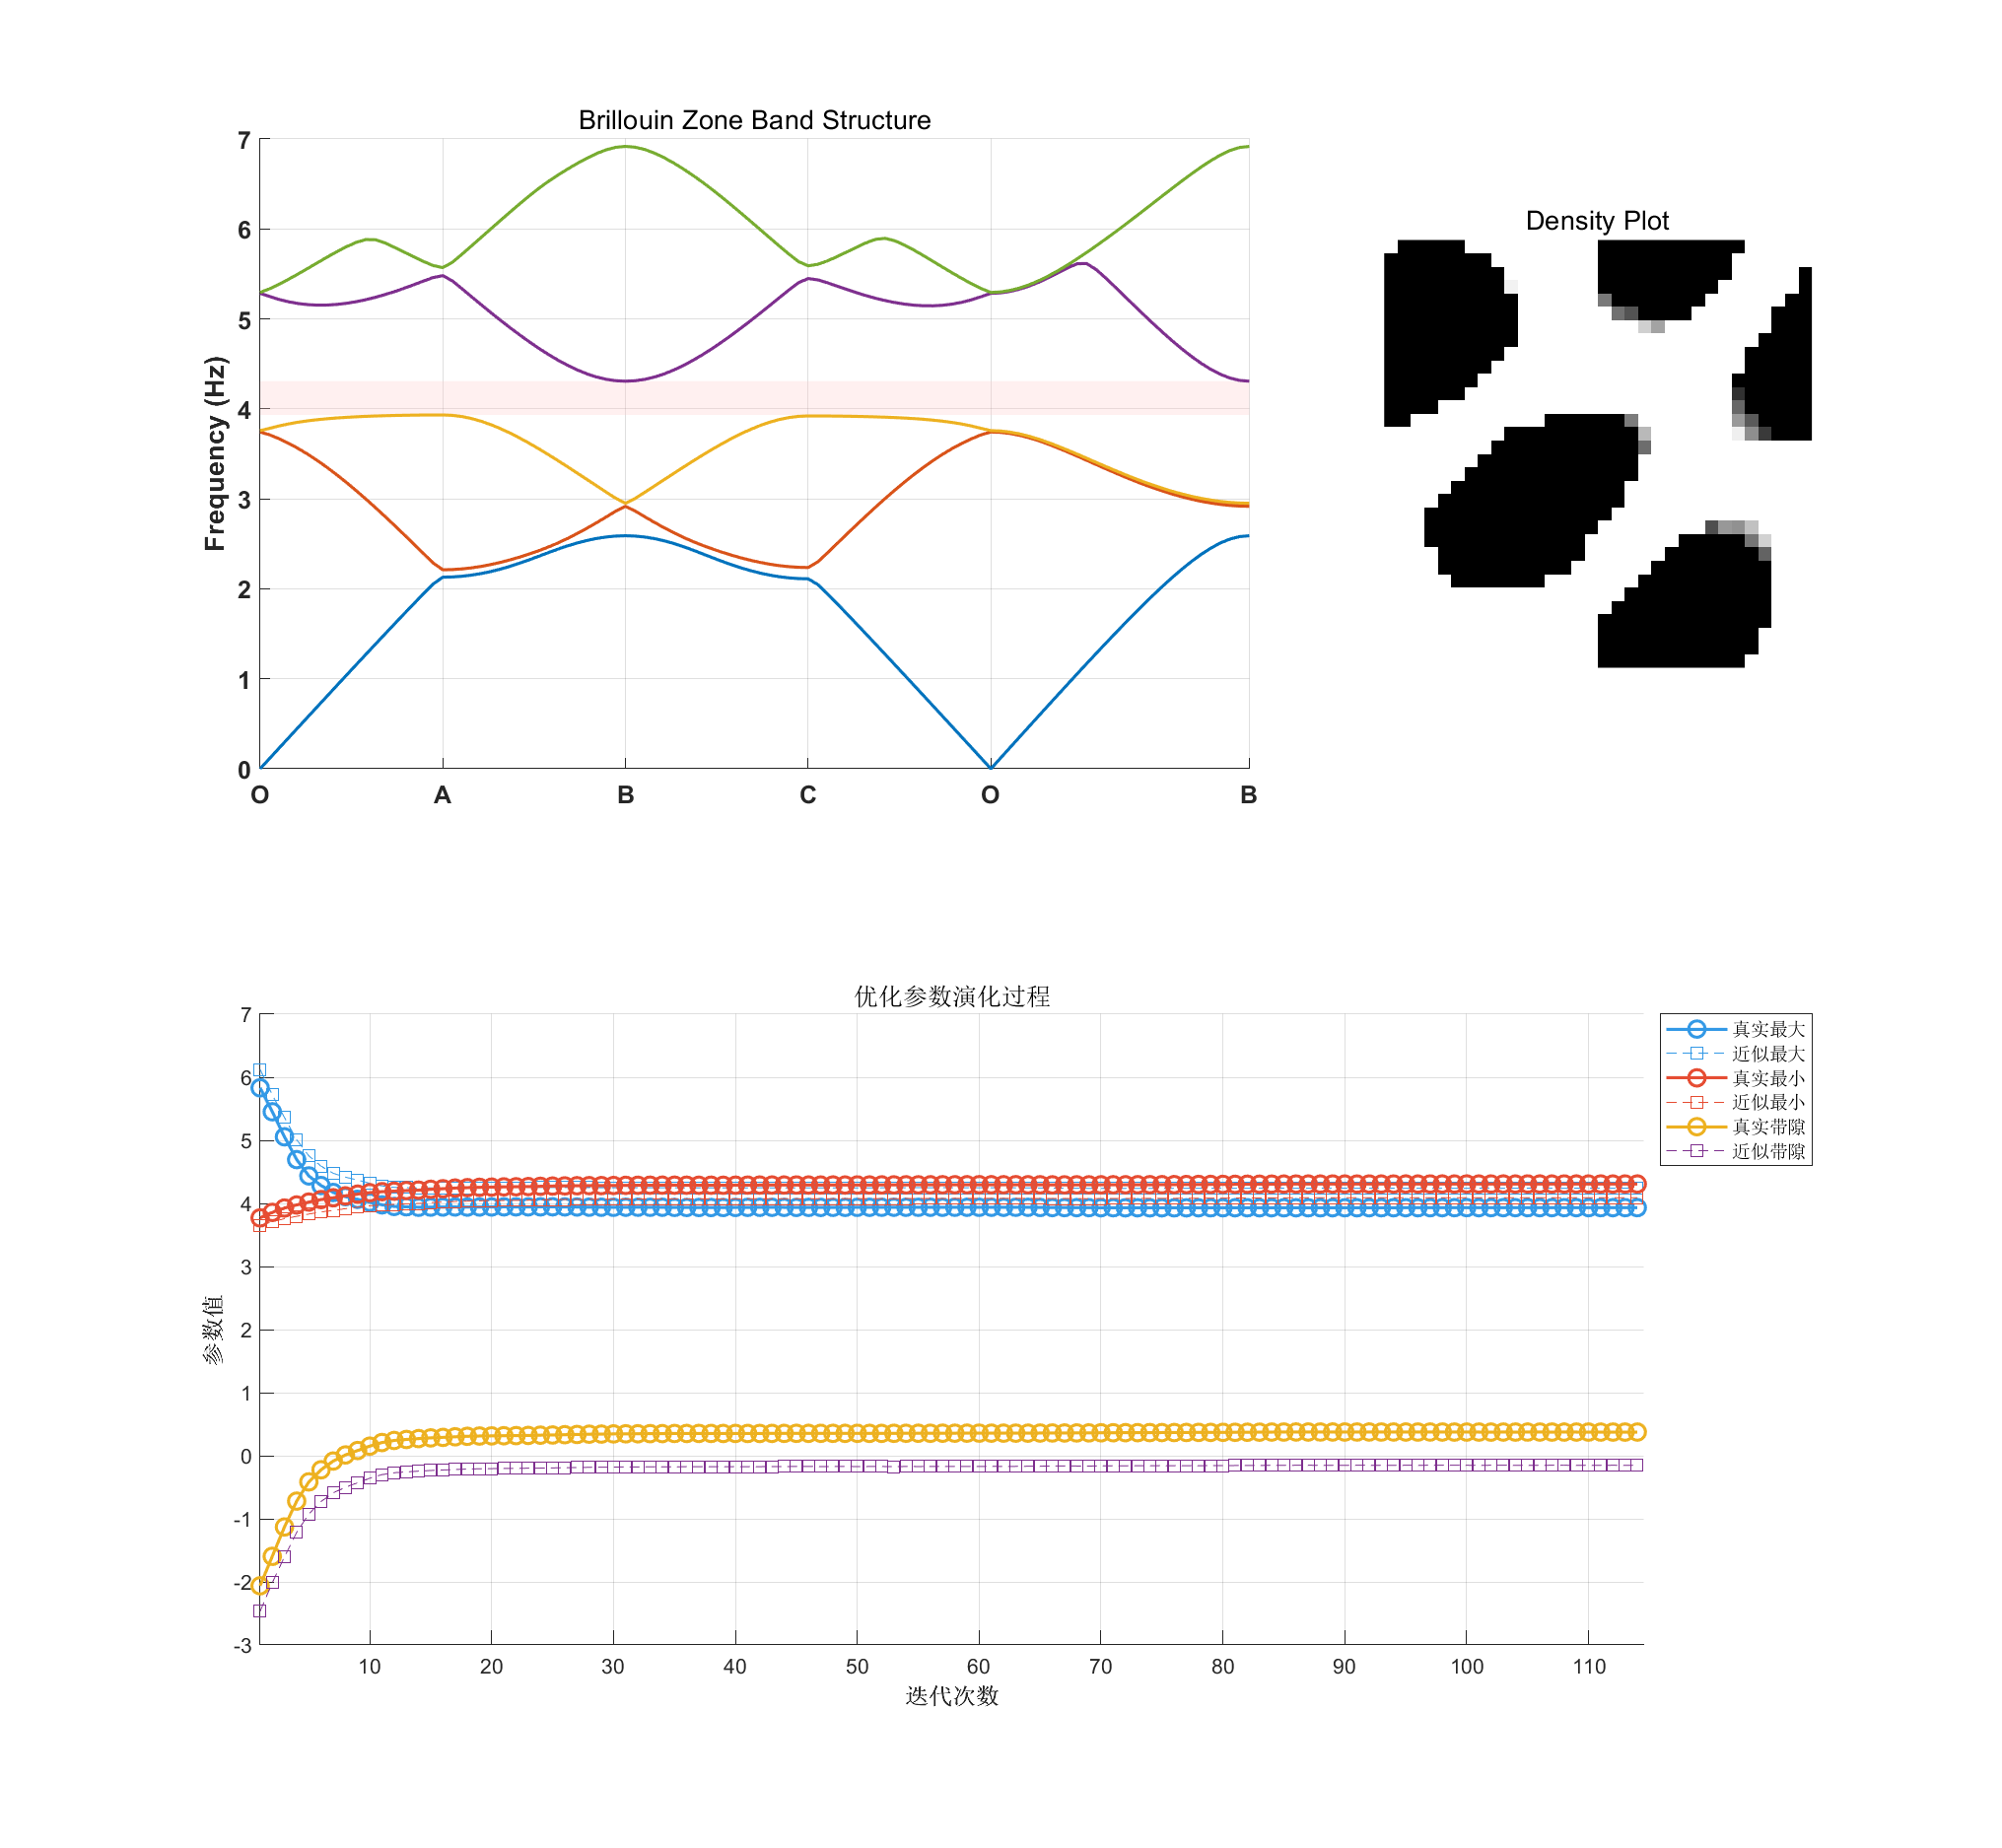 Brillouin Zone Band Structure
7
6
5
4
3
2
1
0
Frequency (Hz)
O A B C O B
Density Plot
优化参数演化过程
7
6
5
4
3
2
1
0
-1
-2
-3
参数值
10 20 30 40 50 60 70 80 90 100 110
迭代次数
真实最大
近似最大
真实最小
近似最小
真实带隙
近似带隙